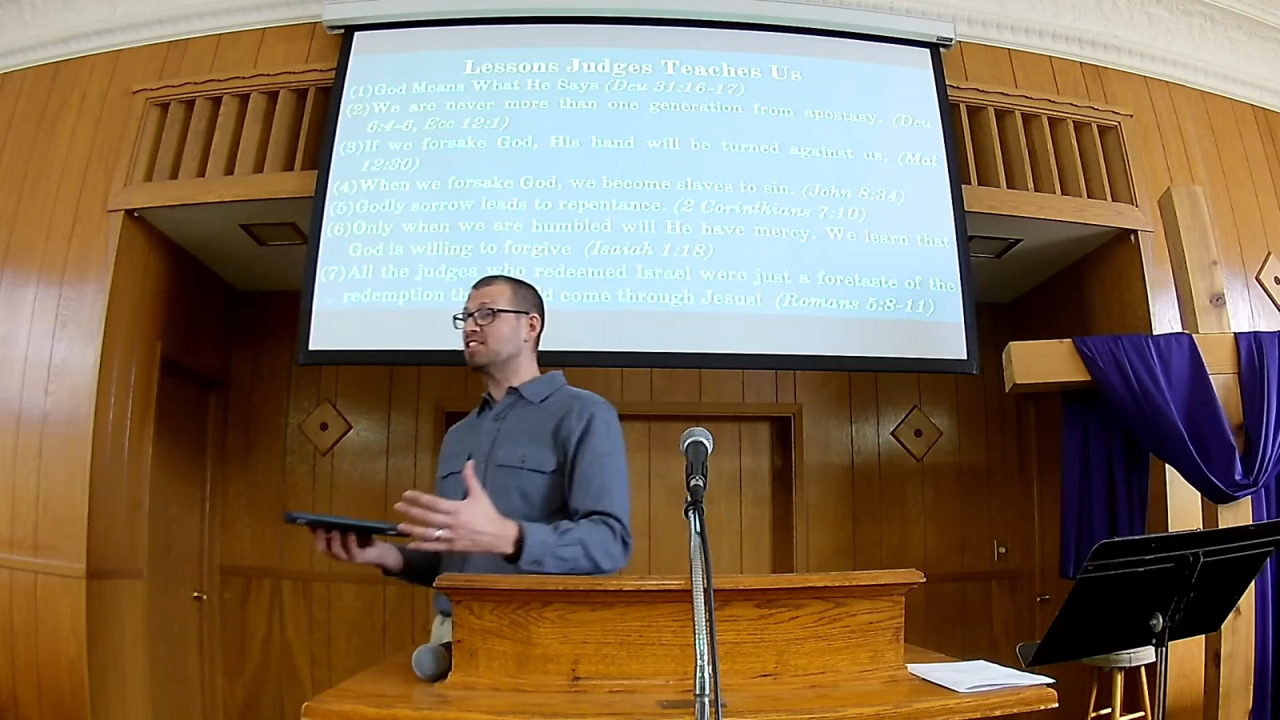 Lessons Judges Teaches Us
(1)God Means What He Says (Deu 31:16-17)
(2)We are never more than one generation from apostasy. (Deu
6:4-6, Ecc 12:1)
(3)If we forsake God, His hand will be turned against us. (Mat
12:30)
(4)When we forsake God, we become slaves to sin. (John 8:34)
(5)Godly sorrow leads to repentance. (2 Corinthians 7:10)
(6)Only when we are humbled will He have mercy. We learn that
God is willing to forgive (Isaiah 1:18)
(7)All the judges who redeemed Israel were just a foretaste of the
redemption come through Jesus! (Romans 5:8-11)